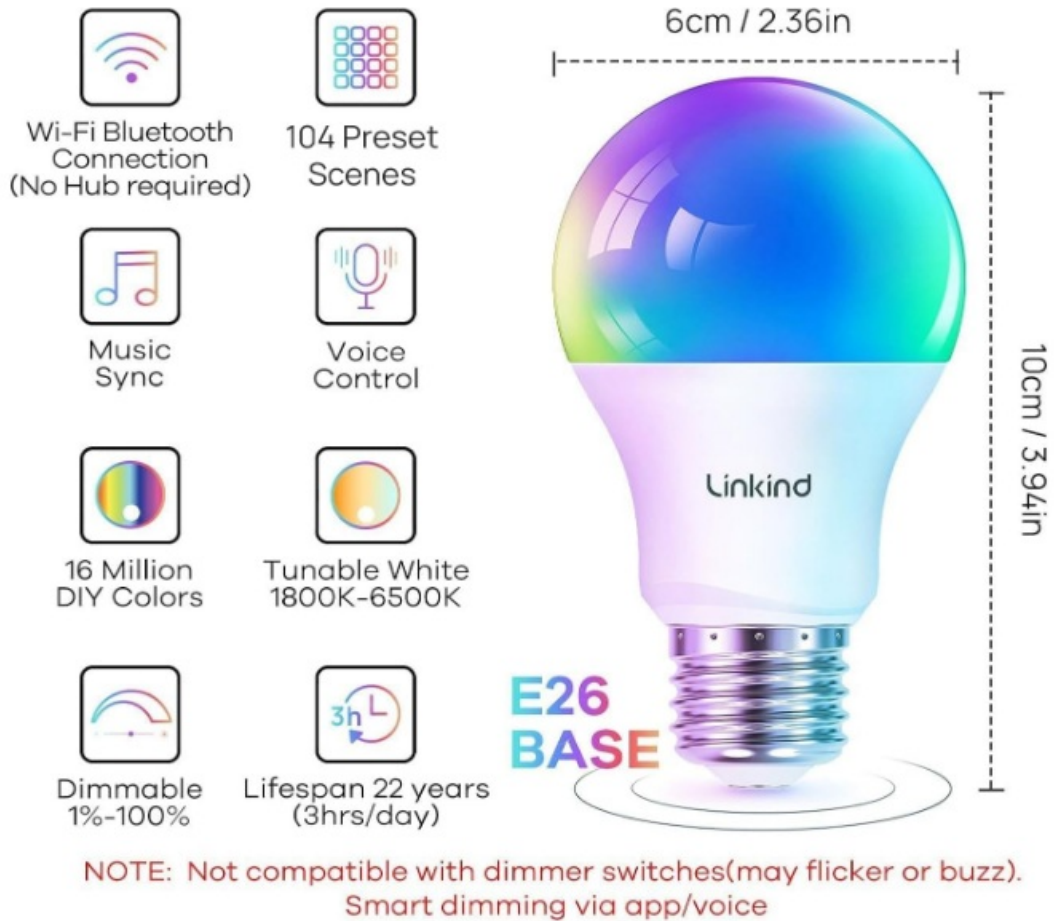 6cm / 2.36in
Wi-Fi Bluetooth
Connection
(No Hub required)
104 Preset
Scenes
Music
Sync
Voice
Control
10cm / 3.94in
Linkind
16 Million
DIY Colors
Tunable White
1800K-6500K
E26
BASE
3h
Dimmable
1%-100%
Lifespan 22 years
(3hrs/day)
NOTE: Not compatible with dimmer switches(may flicker or buzz).
Smart dimming via app/voice